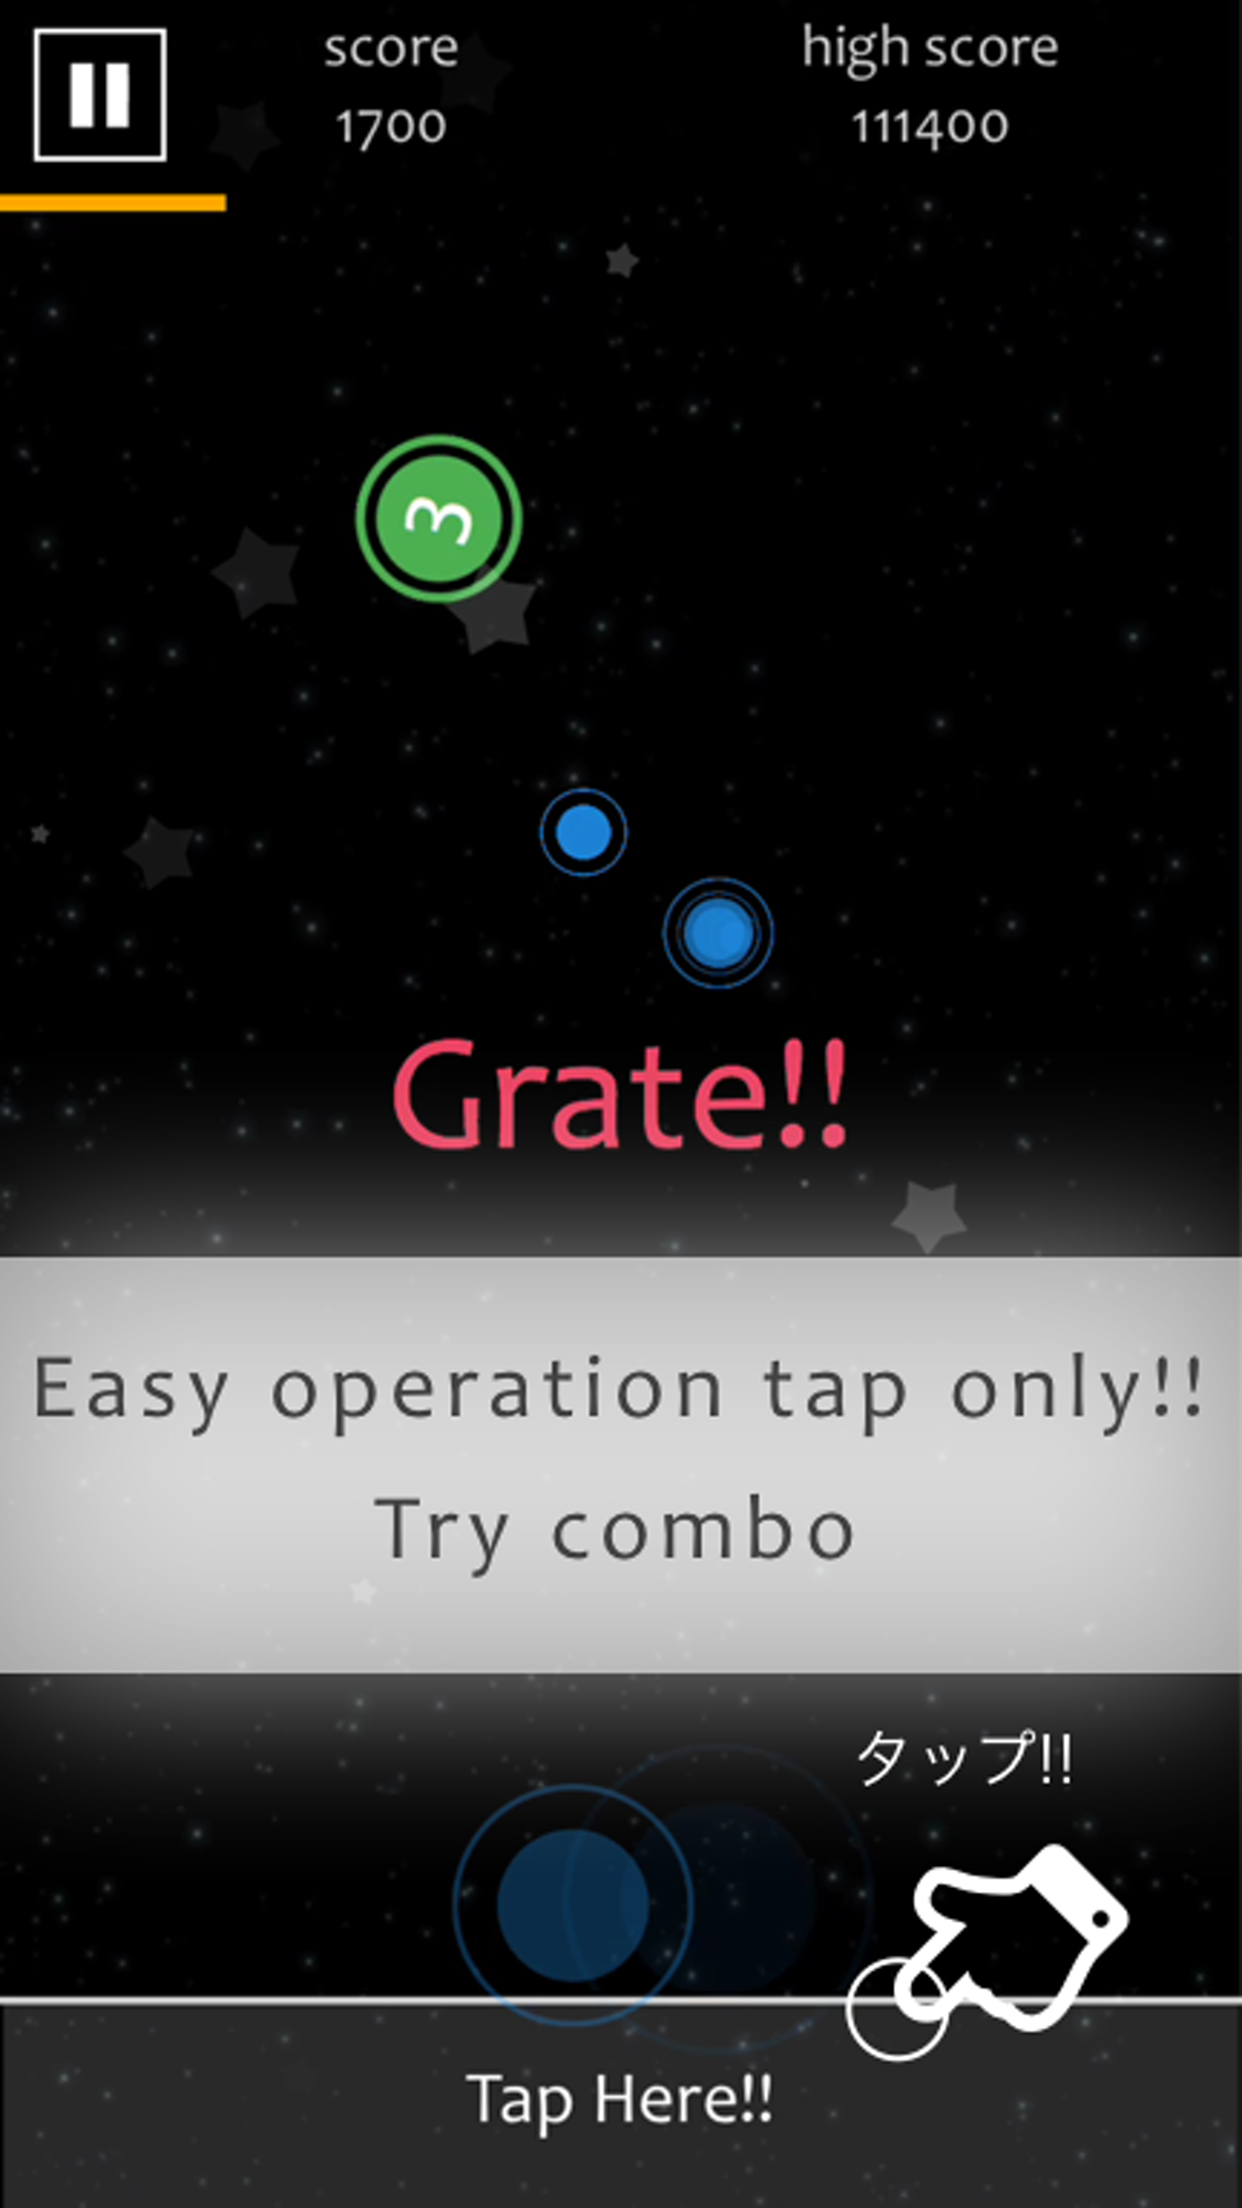 score
high score
1700
111400
3
Grate!!
Easy operation tap only!!
Try combo
タップ!!
Tap Here!!